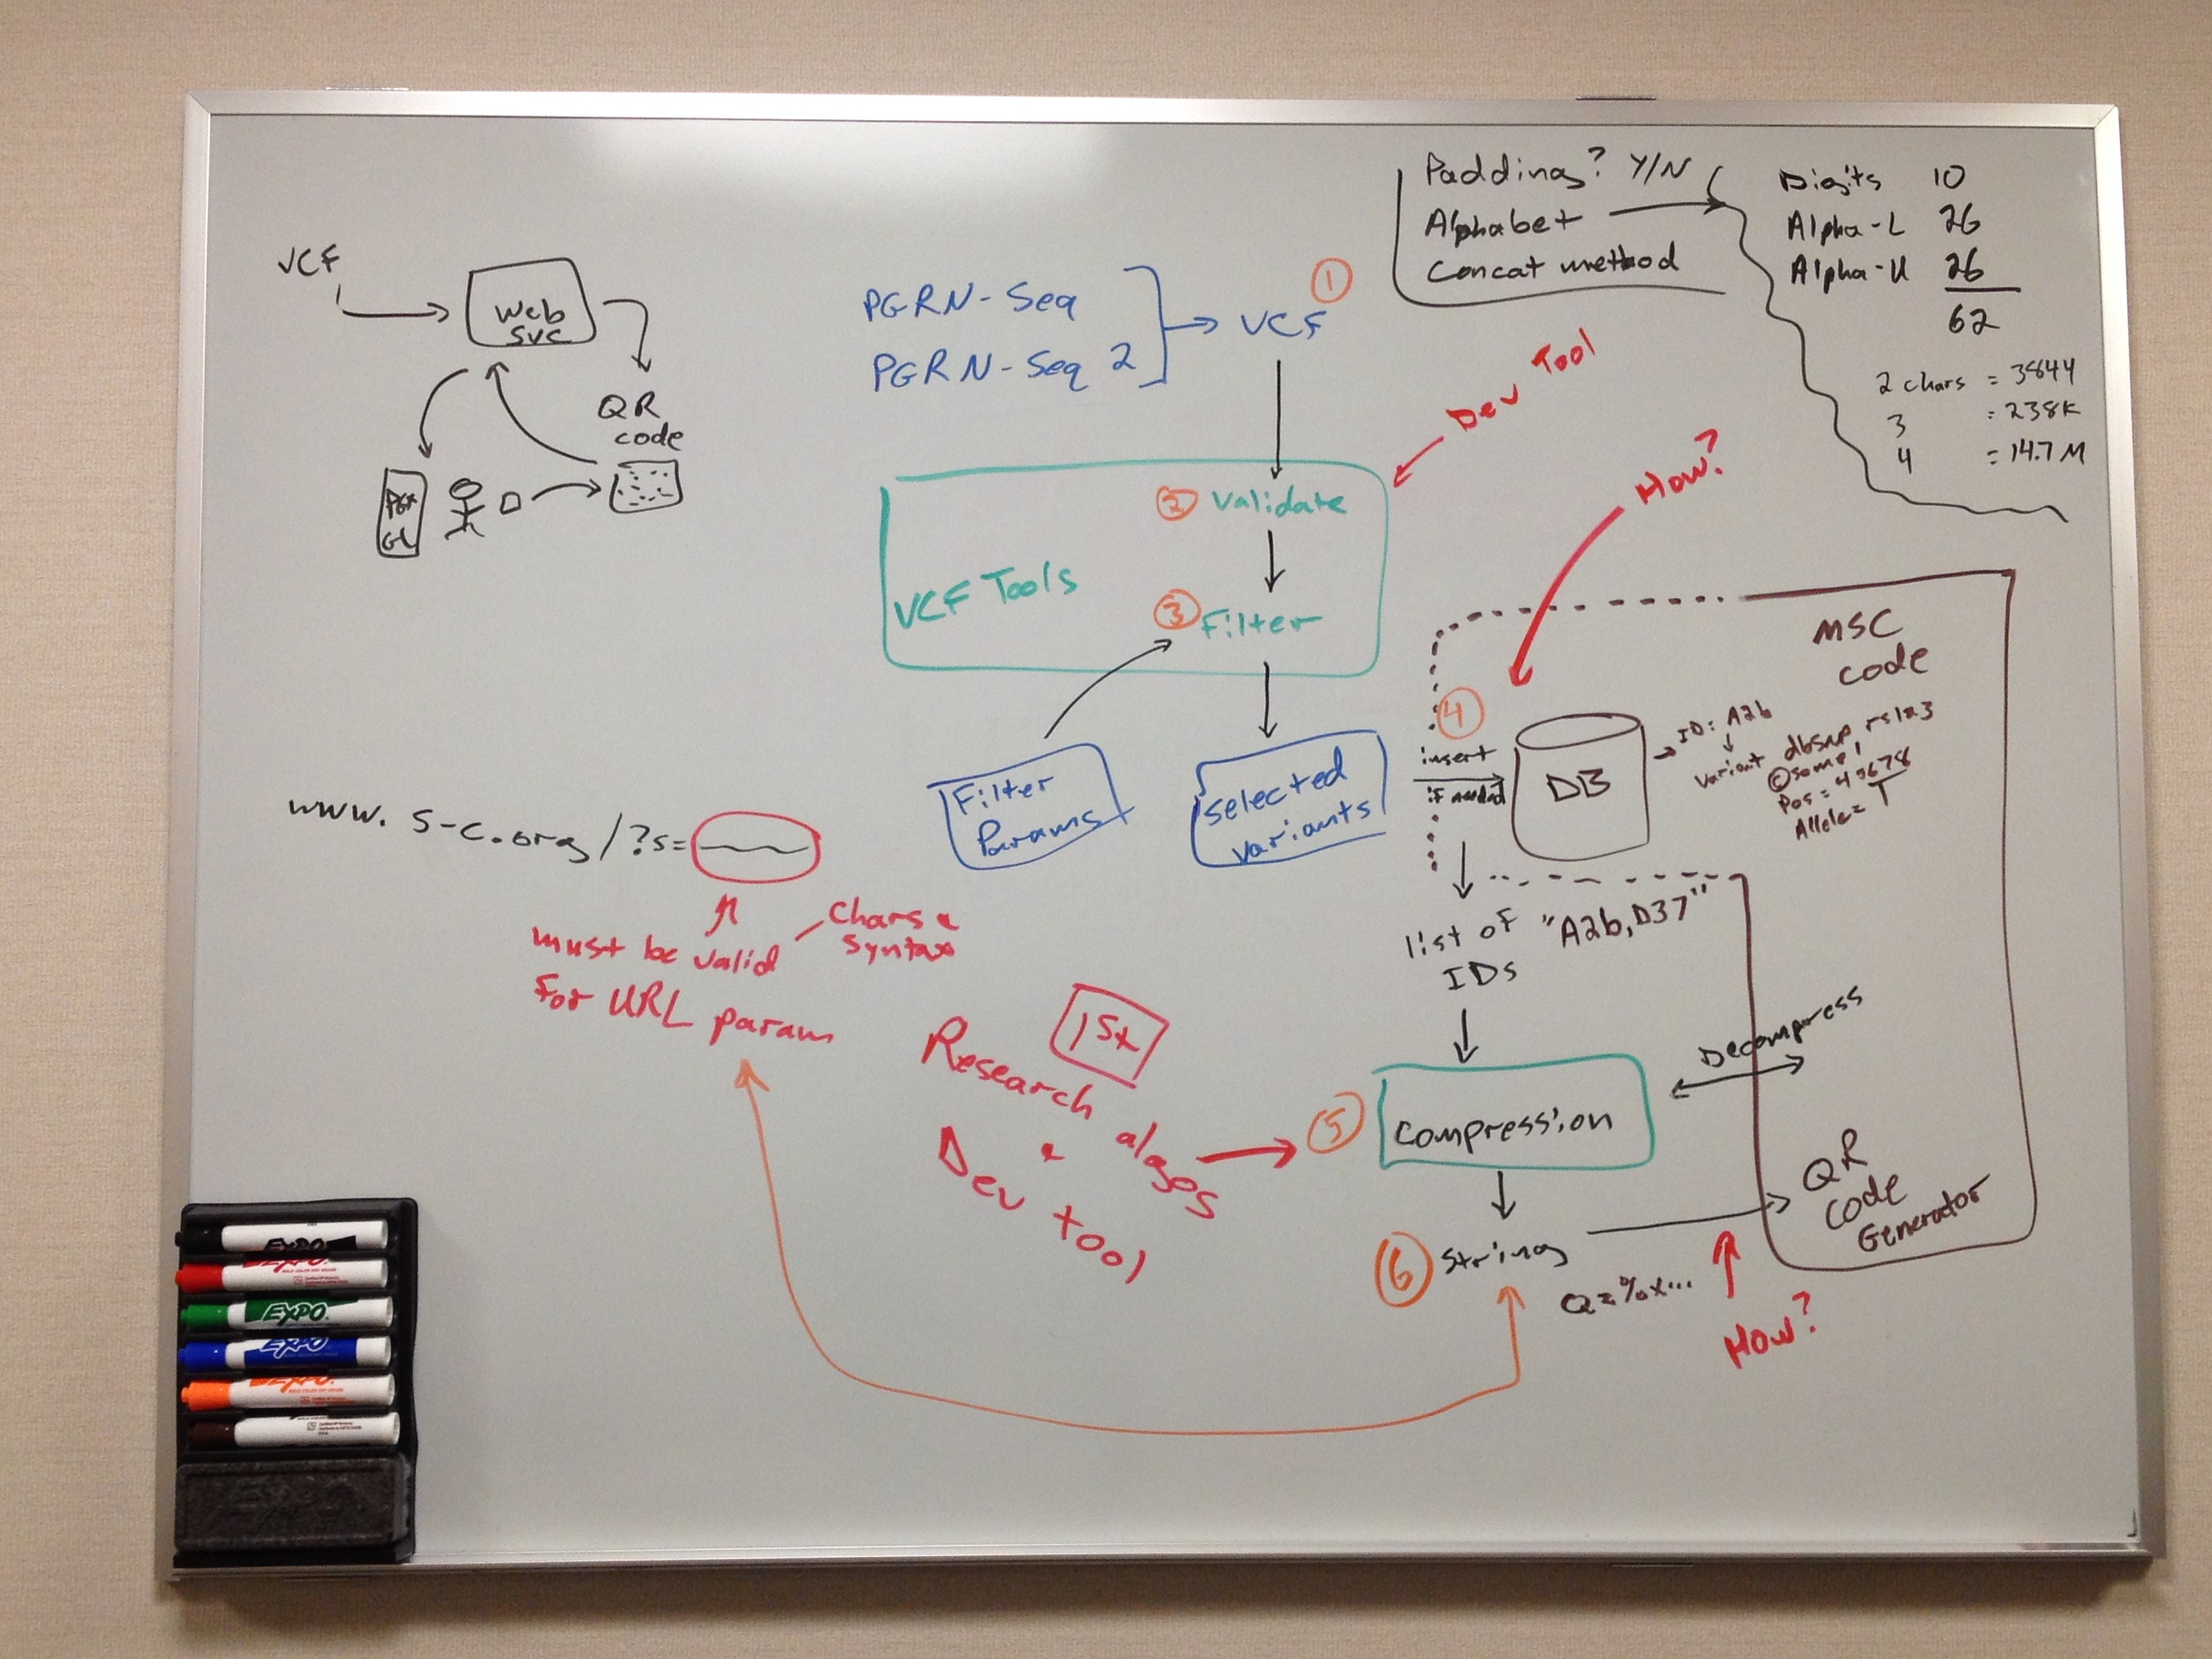 VCF
Web
SVC
QR
code
PGx
GL
PGRN-Seq
PGRN-Seq 2
VCF
1
Padding? Y/N
Alphabet
Concat method
Digits 10
Alpha-L 26
Alpha-U 26
62
2 chars = 3844
3 = 238K
4 = 14.7M
Dev Tool
How?
2 Validate
VCF Tools
3 Filter
Filter
Params
Selected
Variants
4
insert
if needed
DB
MSC
code
ID: A2b
Variant dbsnp rs123
Pos = 45678
Allele = T
www. s-c.org/?s=
must be valid
for URL param
Chars &
Syntax
list of "A2b,D37"
IDs
1st
Research algos
&
Dev tool
5
Compression
Decompress
6 String
Q=%x...
How?
QR
Code
Generator
EXPO
EXPO
EXPO
EXPO
EXPO
EXPO